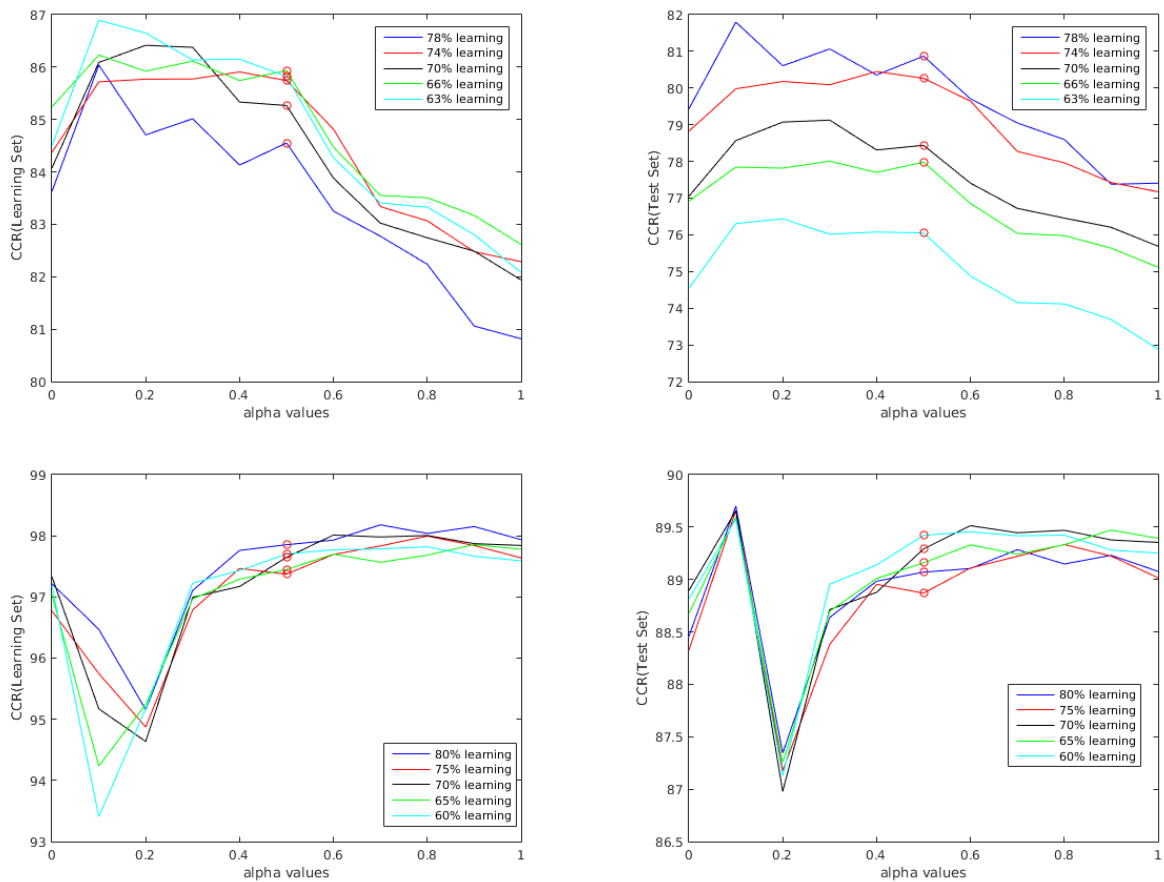 87
86
85
84
83
82
81
80
CCR(Learning Set)
0
0.2
0.4
0.6
0.8
1
alpha values
78% learning
74% learning
70% learning
66% learning
63% learning
82
81
80
79
78
77
76
75
74
73
72
CCR(Test Set)
0
0.2
0.4
0.6
0.8
1
alpha values
78% learning
74% learning
70% learning
66% learning
63% learning
99
98
97
96
95
94
93
CCR(Learning Set)
0
0.2
0.4
0.6
0.8
1
alpha values
80% learning
75% learning
70% learning
65% learning
60% learning
90
89.5
89
88.5
88
87.5
87
86.5
CCR(Test Set)
0
0.2
0.4
0.6
0.8
1
alpha values
80% learning
75% learning
70% learning
65% learning
60% learning